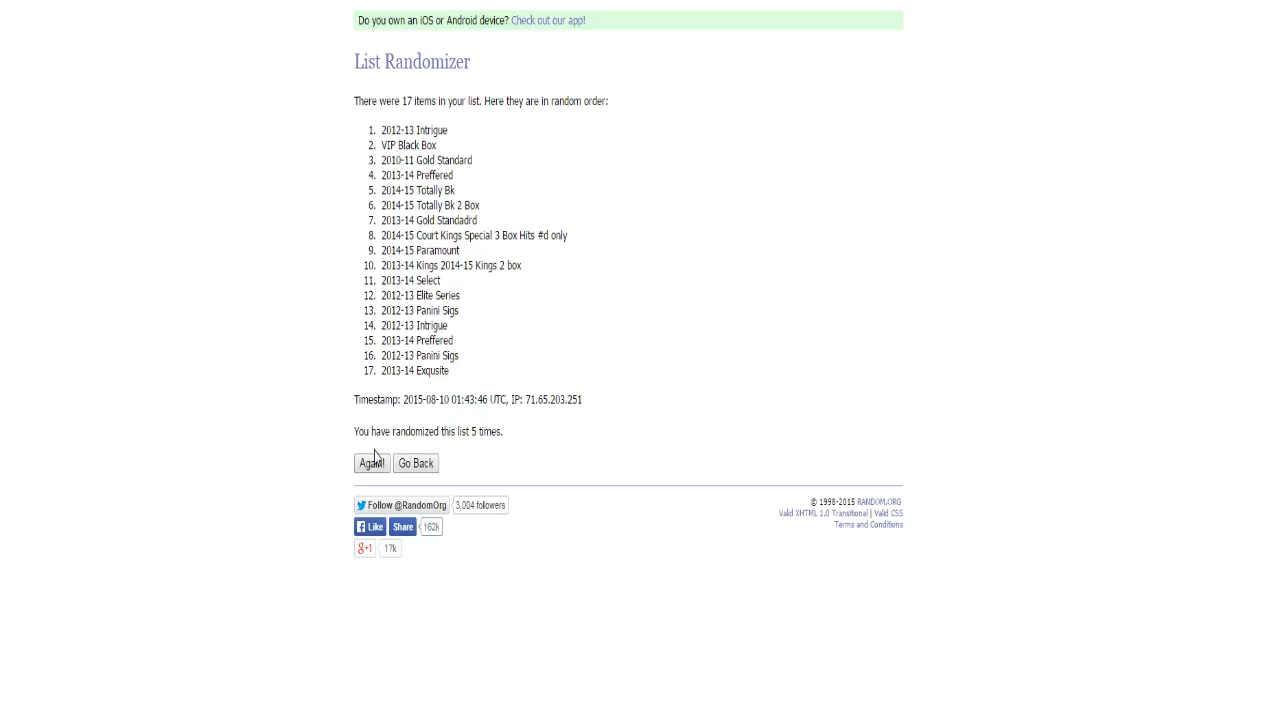 Do you own an iOS or Android device? Check out our app!
List Randomizer
There were 17 items in your list. Here they are in random order:
1. 2012-13 Intrigue
2. VIP Black Box
3. 2010-11 Gold Standard
4. 2013-14 Preffered
5. 2014-15 Totally Bk
6. 2014-15 Totally Bk 2 Box
7. 2013-14 Gold Standadrd
8. 2014-15 Court Kings Special 3 Box Hits #d only
9. 2014-15 Paramount
10. 2013-14 Kings 2014-15 Kings 2 box
11. 2013-14 Select
12. 2012-13 Elite Series
13. 2012-13 Panini Sigs
14. 2012-13 Intrigue
15. 2013-14 Preffered
16. 2012-13 Panini Sigs
17. 2013-14 Exqusite
Timestamp: 2015-08-10 01:43:46 UTC, IP: 71.65.203.251
You have randomized this list 5 times.
Again! Go Back
Follow @RandomOrg 3,004 followers
Like Share 162k
g+1 17k
© 1998-2015 RANDOM.ORG
Valid XHTML 1.0 Transitional | Valid CSS
Terms and Conditions